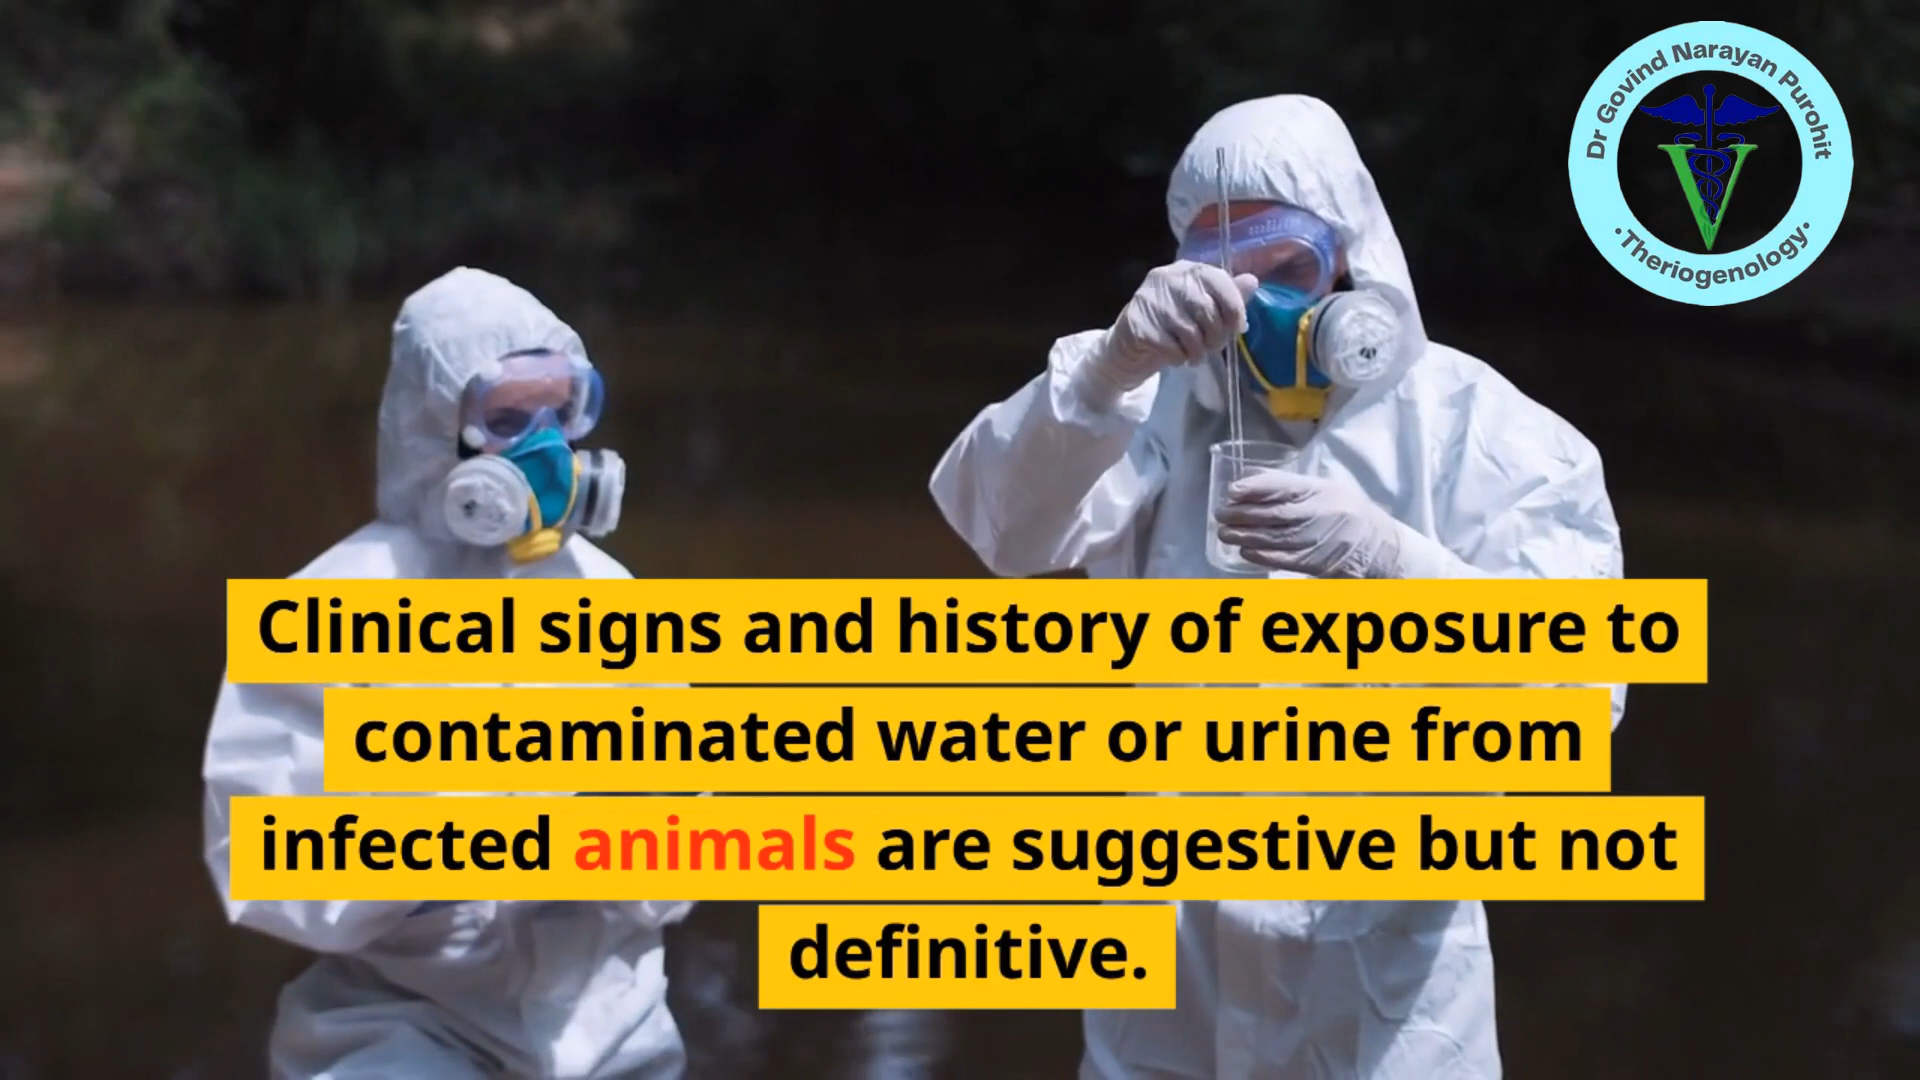 Dr Govind Narayan Purohit
V
·Theriogenology·
Clinical signs and history of exposure to
contaminated water or urine from
infected animals are suggestive but not
definitive.